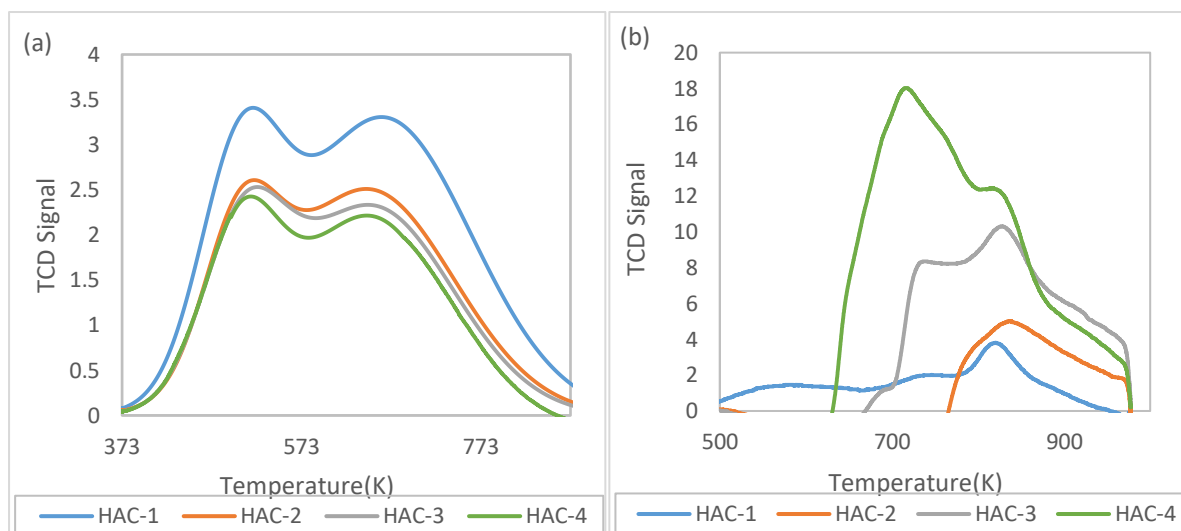 (a)
4
3.5
3
2.5
2
1.5
1
0.5
0
TCD Signal
373 573 773
Temperature(K)
HAC-1 HAC-2 HAC-3 HAC-4
(b)
20
18
16
14
12
10
8
6
4
2
0
TCD Signal
500 700 900
Temperature(K)
HAC-1 HAC-2 HAC-3 HAC-4